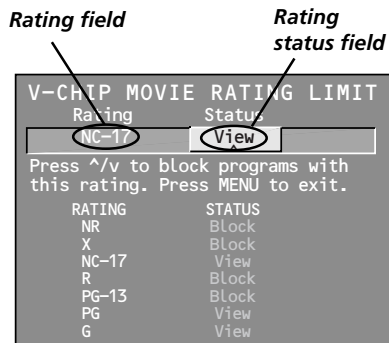 Rating field
Rating
status field
V-CHIP MOVIE RATING LIMIT
Rating Status
NC-17 View
Press ^/v to block programs with
this rating. Press MENU to exit.
RATING STATUS
NR Block
X Block
NC-17 View
R Block
PG-13 Block
PG View
G View